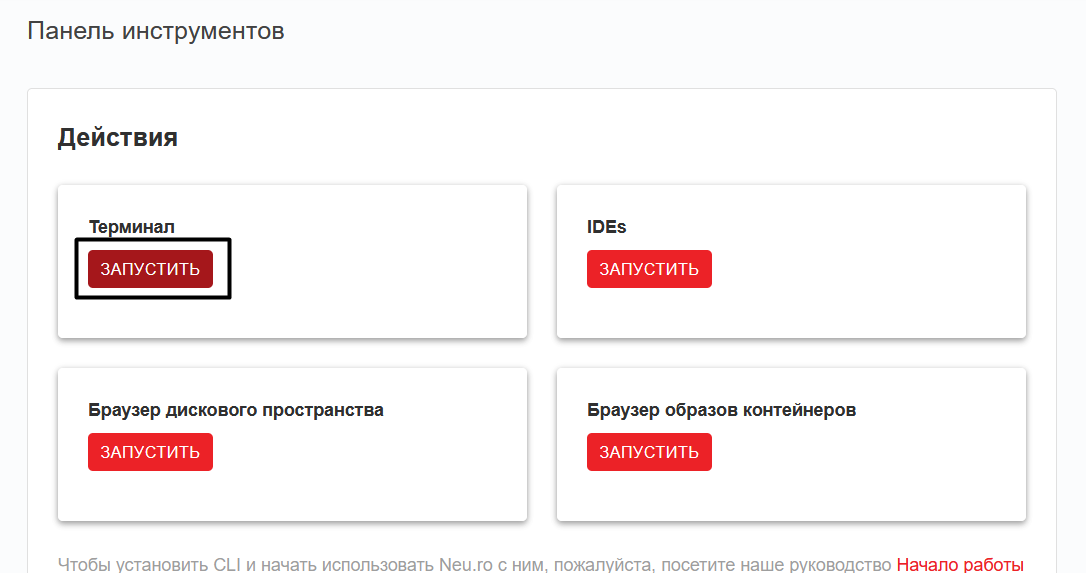 Панель инструментов
Действия
Терминал
ЗАПУСТИТЬ
IDEs
ЗАПУСТИТЬ
Браузер дискового пространства
ЗАПУСТИТЬ
Браузер образов контейнеров
ЗАПУСТИТЬ
Чтобы установить CLI и начать использовать Neu.ro с ним, пожалуйста, посетите наше руководство Начало работы